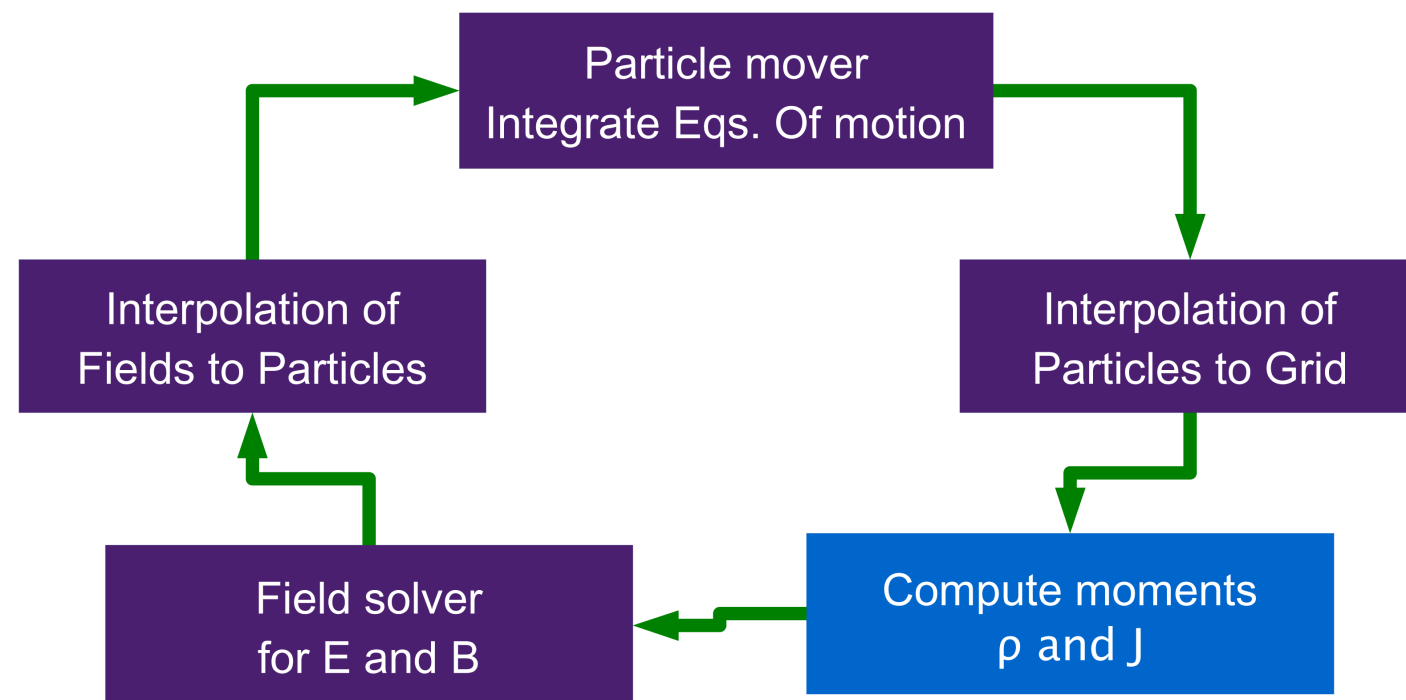 Particle mover
Integrate Eqs. Of motion
Interpolation of
Fields to Particles
Interpolation of
Particles to Grid
Field solver
for E and B
Compute moments
ρ and J